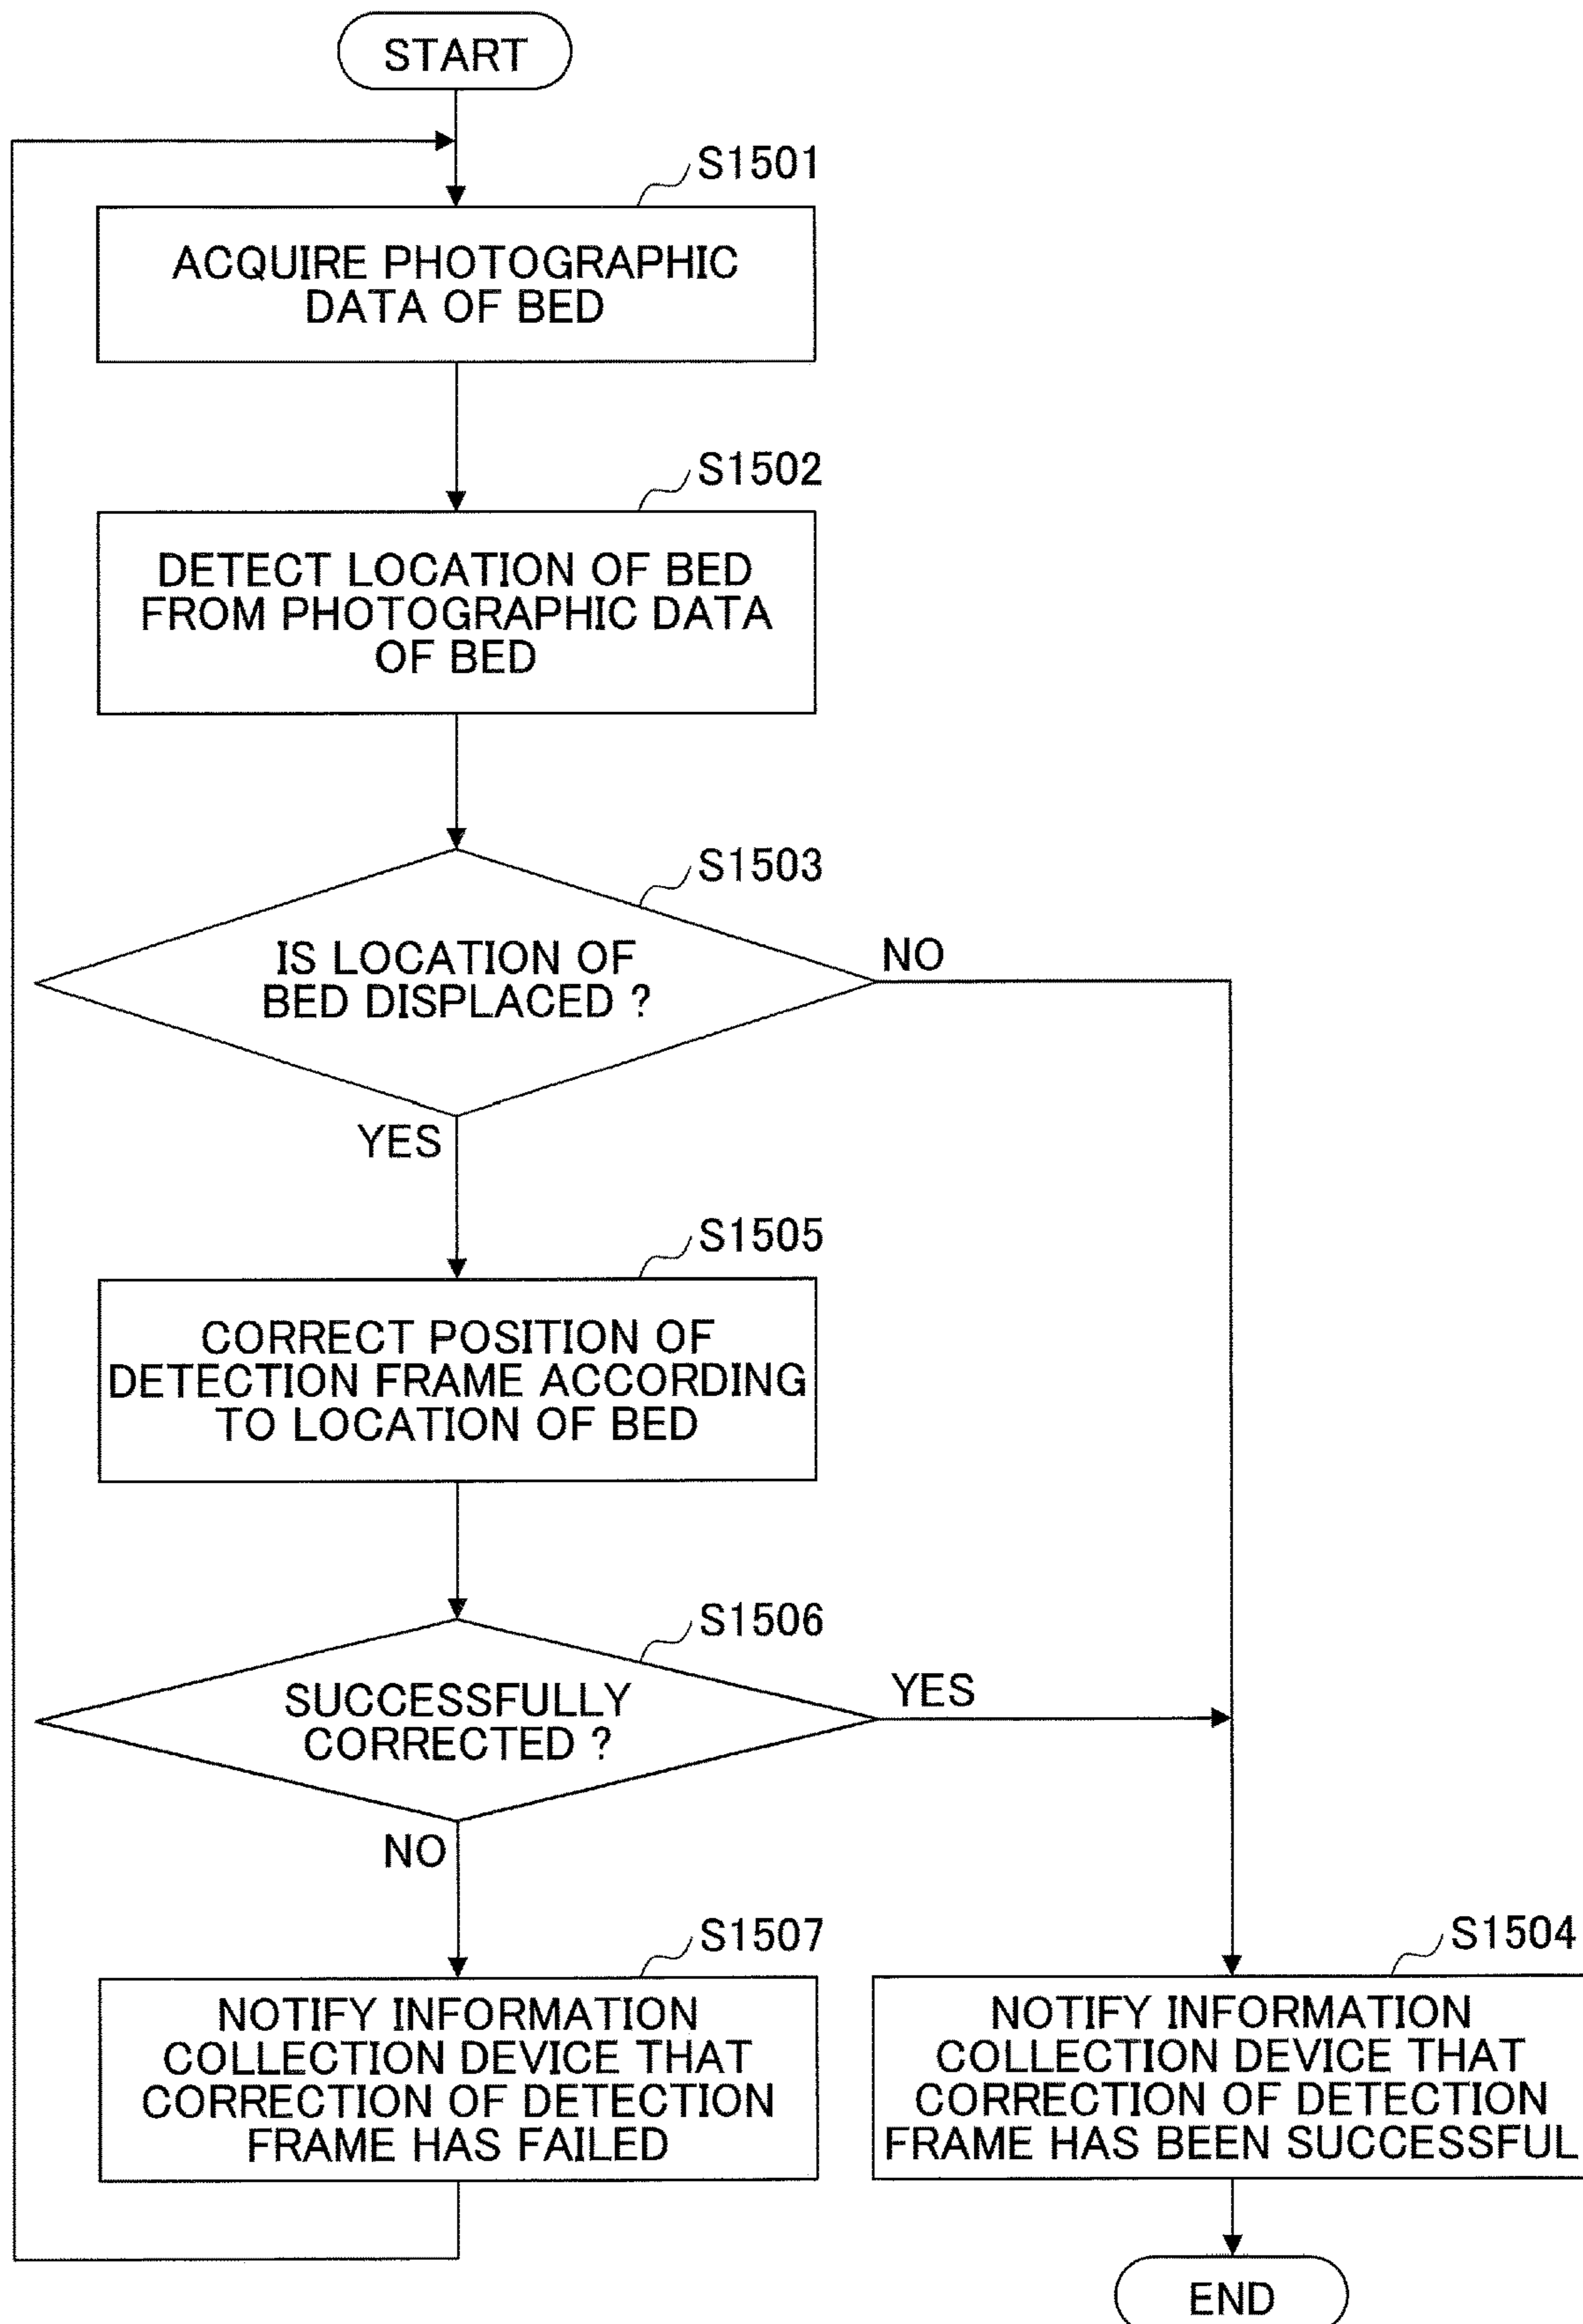 START
S1501
ACQUIRE PHOTOGRAPHIC
DATA OF BED
S1502
DETECT LOCATION OF BED
FROM PHOTOGRAPHIC DATA
OF BED
S1503
IS LOCATION OF
BED DISPLACED ?
NO
YES
S1505
CORRECT POSITION OF
DETECTION FRAME ACCORDING
TO LOCATION OF BED
S1506
SUCCESSFULLY
CORRECTED ?
YES
NO
S1507
NOTIFY INFORMATION
COLLECTION DEVICE THAT
CORRECTION OF DETECTION
FRAME HAS FAILED
S1504
NOTIFY INFORMATION
COLLECTION DEVICE THAT
CORRECTION OF DETECTION
FRAME HAS BEEN SUCCESSFUL
END